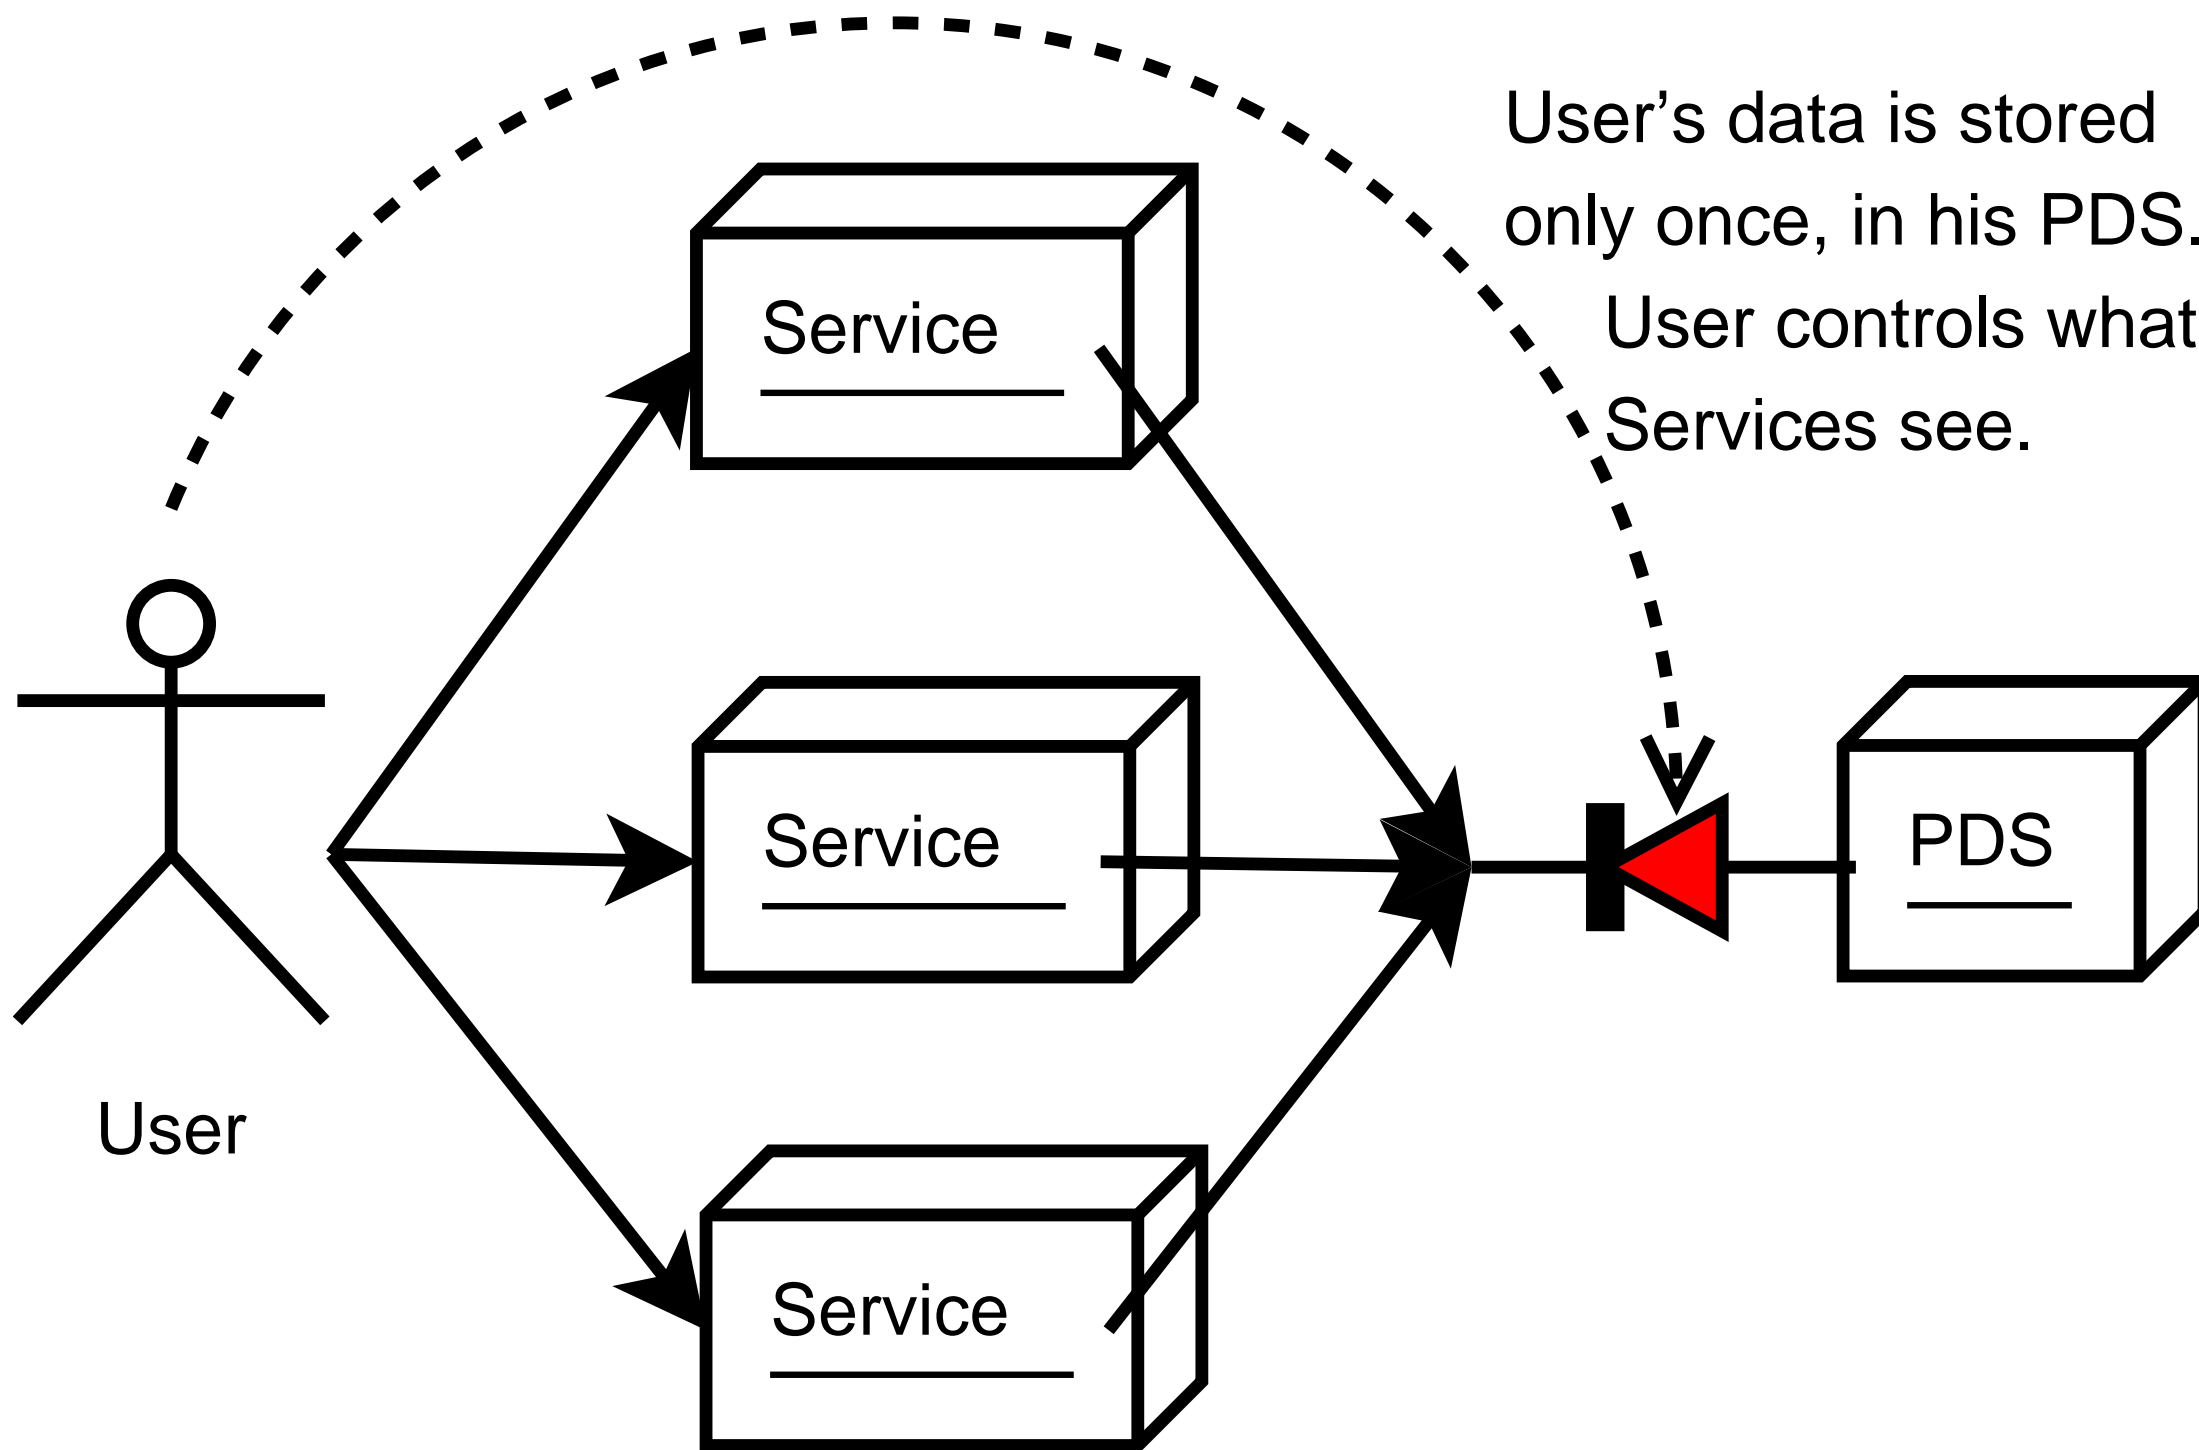 User’s data is stored
only once, in his PDS.
User controls what
Services see.
Service
Service
PDS
User
Service